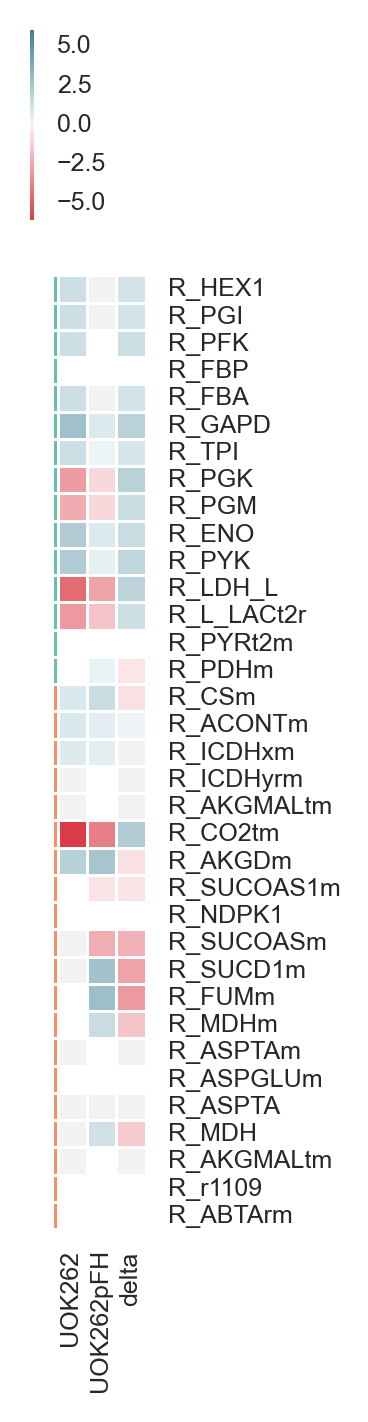 5.0
2.5
0.0
−2.5
−5.0
R_HEX1
R_PGI
R_PFK
R_FBP
R_FBA
R_GAPD
R_TPI
R_PGK
R_PGM
R_ENO
R_PYK
R_LDH_L
R_L_LACt2r
R_PYRt2m
R_PDHm
R_CSm
R_ACONTm
R_ICDHxm
R_ICDHyrm
R_AKGMALtm
R_CO2tm
R_AKGDm
R_SUCOAS1m
R_NDPK1
R_SUCOASm
R_SUCD1m
R_FUMm
R_MDHm
R_ASPTAm
R_ASPGLUm
R_ASPTA
R_MDH
R_AKGMALtm
R_r1109
R_ABTArm
UOK262
UOK262pFH
delta